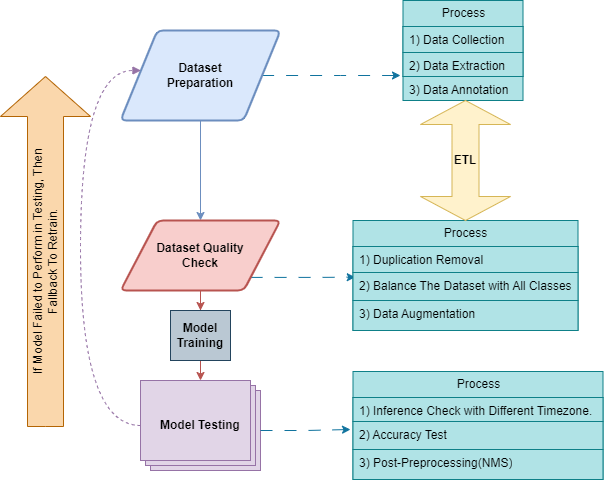 Process
1) Data Collection
2) Data Extraction
3) Data Annotation
Dataset
Preparation
ETL
If Model Failed to Perform in Testing, Then
Fallback To Retrain.
Dataset Quality
Check
Process
1) Duplication Removal
2) Balance The Dataset with All Classes
3) Data Augmentation
Model
Training
Model Testing
Process
1) Inference Check with Different Timezone.
2) Accuracy Test
3) Post-Preprocessing(NMS)